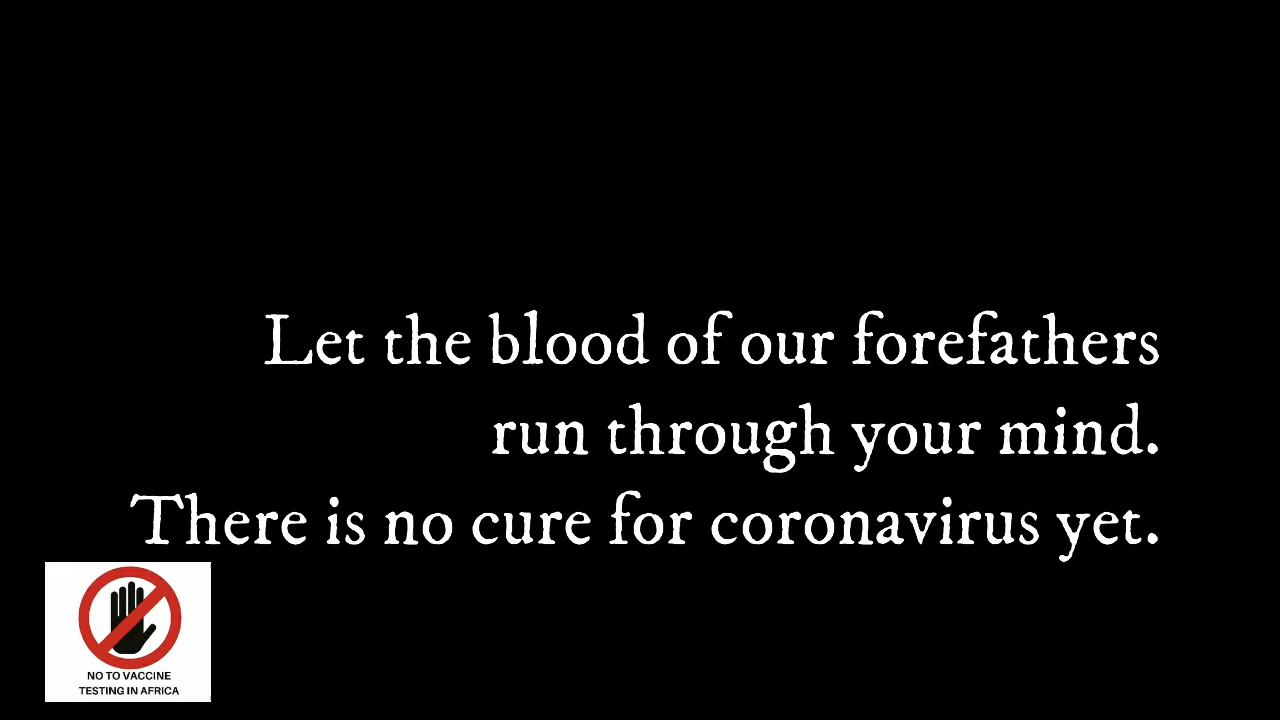 Let the blood of our forefathers
run through your mind.
There is no cure for coronavirus yet.
NO TO VACCINE
TESTING IN AFRICA